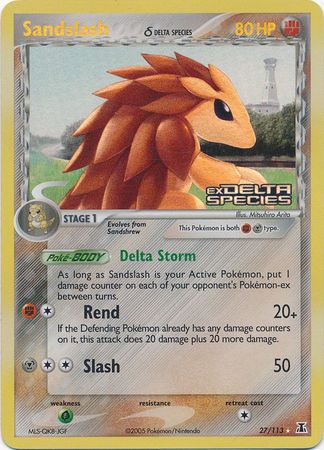 Sandslash δ DELTA SPECIES 80 HP
EX DELTA
SPECIES
Illus. Mitsuhiro Arita
STAGE 1 Evolves from Sandshrew
This Pokémon is both type.
Poké-BODY Delta Storm
As long as Sandslash is your Active Pokémon, put 1
damage counter on each of your opponent's Pokémon-ex
between turns.
Rend 20+
If the Defending Pokémon already has any damage counters
on it, this attack does 20 damage plus 20 more damage.
Slash 50
weakness resistance retreat cost
MLS-QKB-JGF ©2005 Pokémon/Nintendo 27/113